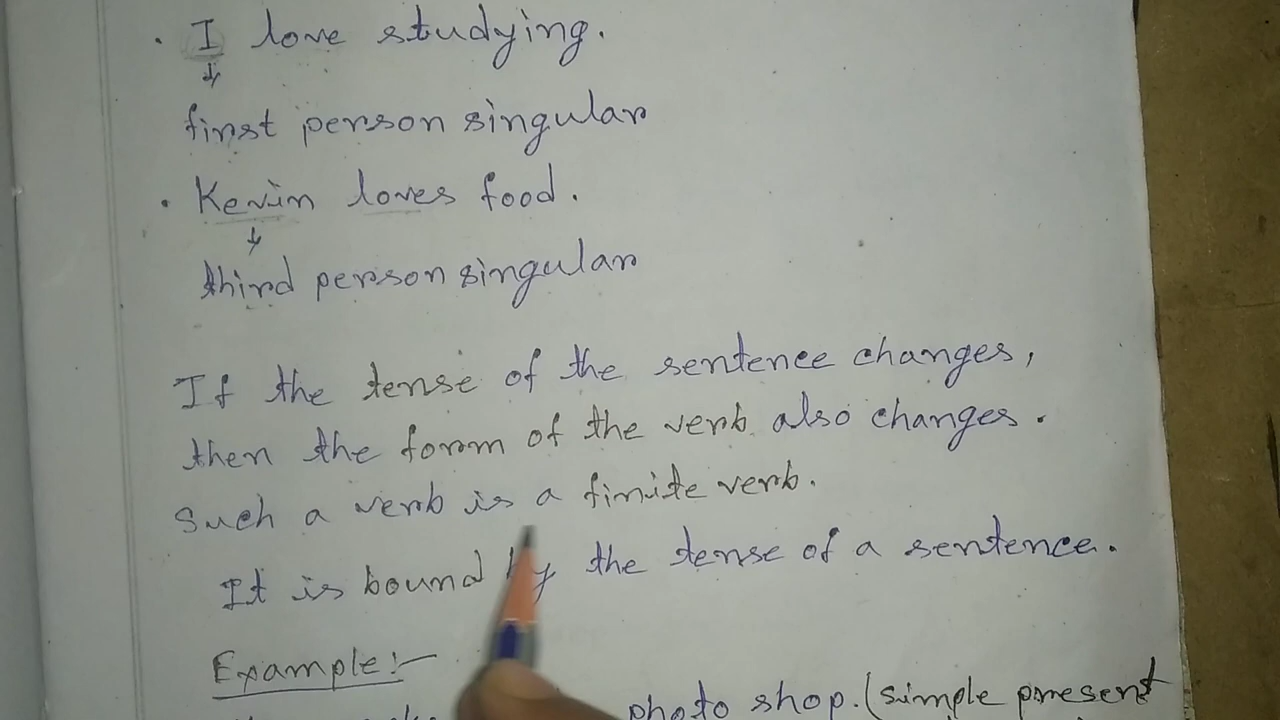 . I love studying.
first person singular
. Kevin loves food.
third person singular
If the tense of the sentence changes,
then the form of the verb also changes.
Such a verb is a finite verb.
It is bound by the tense of a sentence.
Example:-
photo shop. (simple present